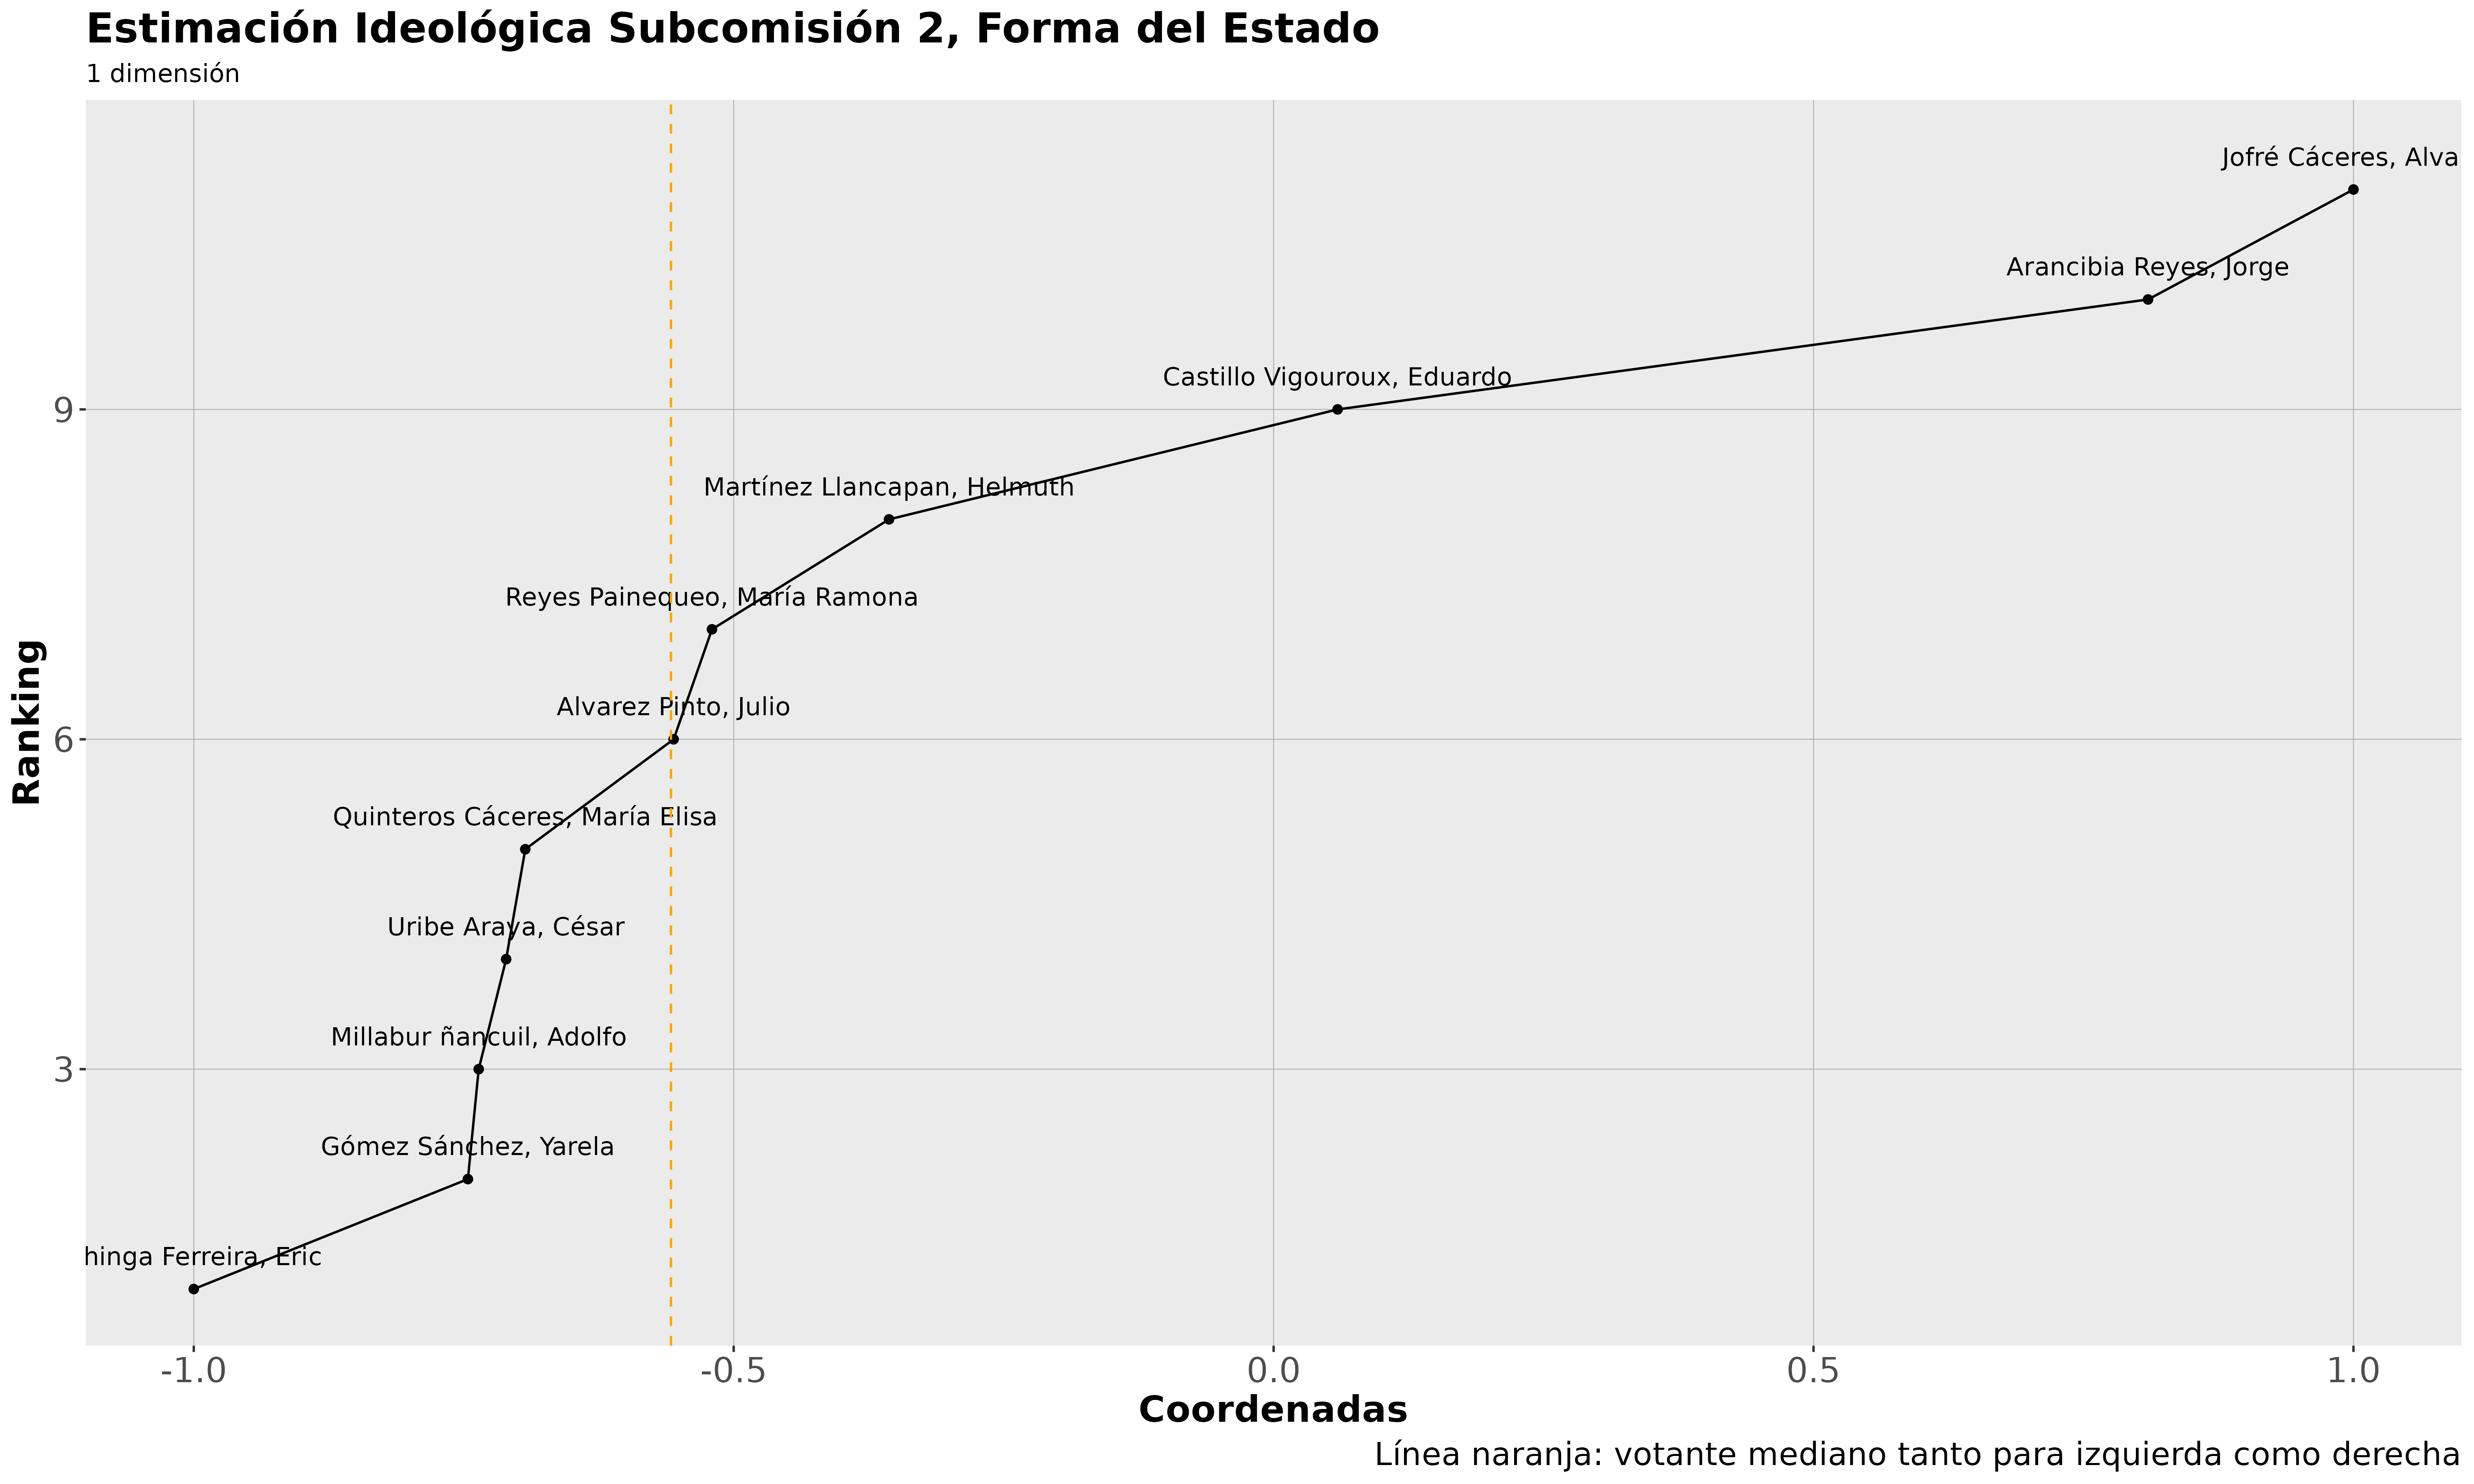 Estimación Ideológica Subcomisión 2, Forma del Estado
1 dimensión
Jofré Cáceres, Alva
Arancibia Reyes, Jorge
Castillo Vigouroux, Eduardo
9
Martínez Llancapan, Helmuth
Reyes Painequeo, María Ramona
Alvarez Pinto, Julio
6
Quinteros Cáceres, María Elisa
Uribe Araya, César
Millabur ñancuil, Adolfo
3
Gómez Sánchez, Yarela
hinga Ferreira, Eric
Ranking
-1.0 -0.5 0.0 0.5 1.0
Coordenadas
Línea naranja: votante mediano tanto para izquierda como derecha